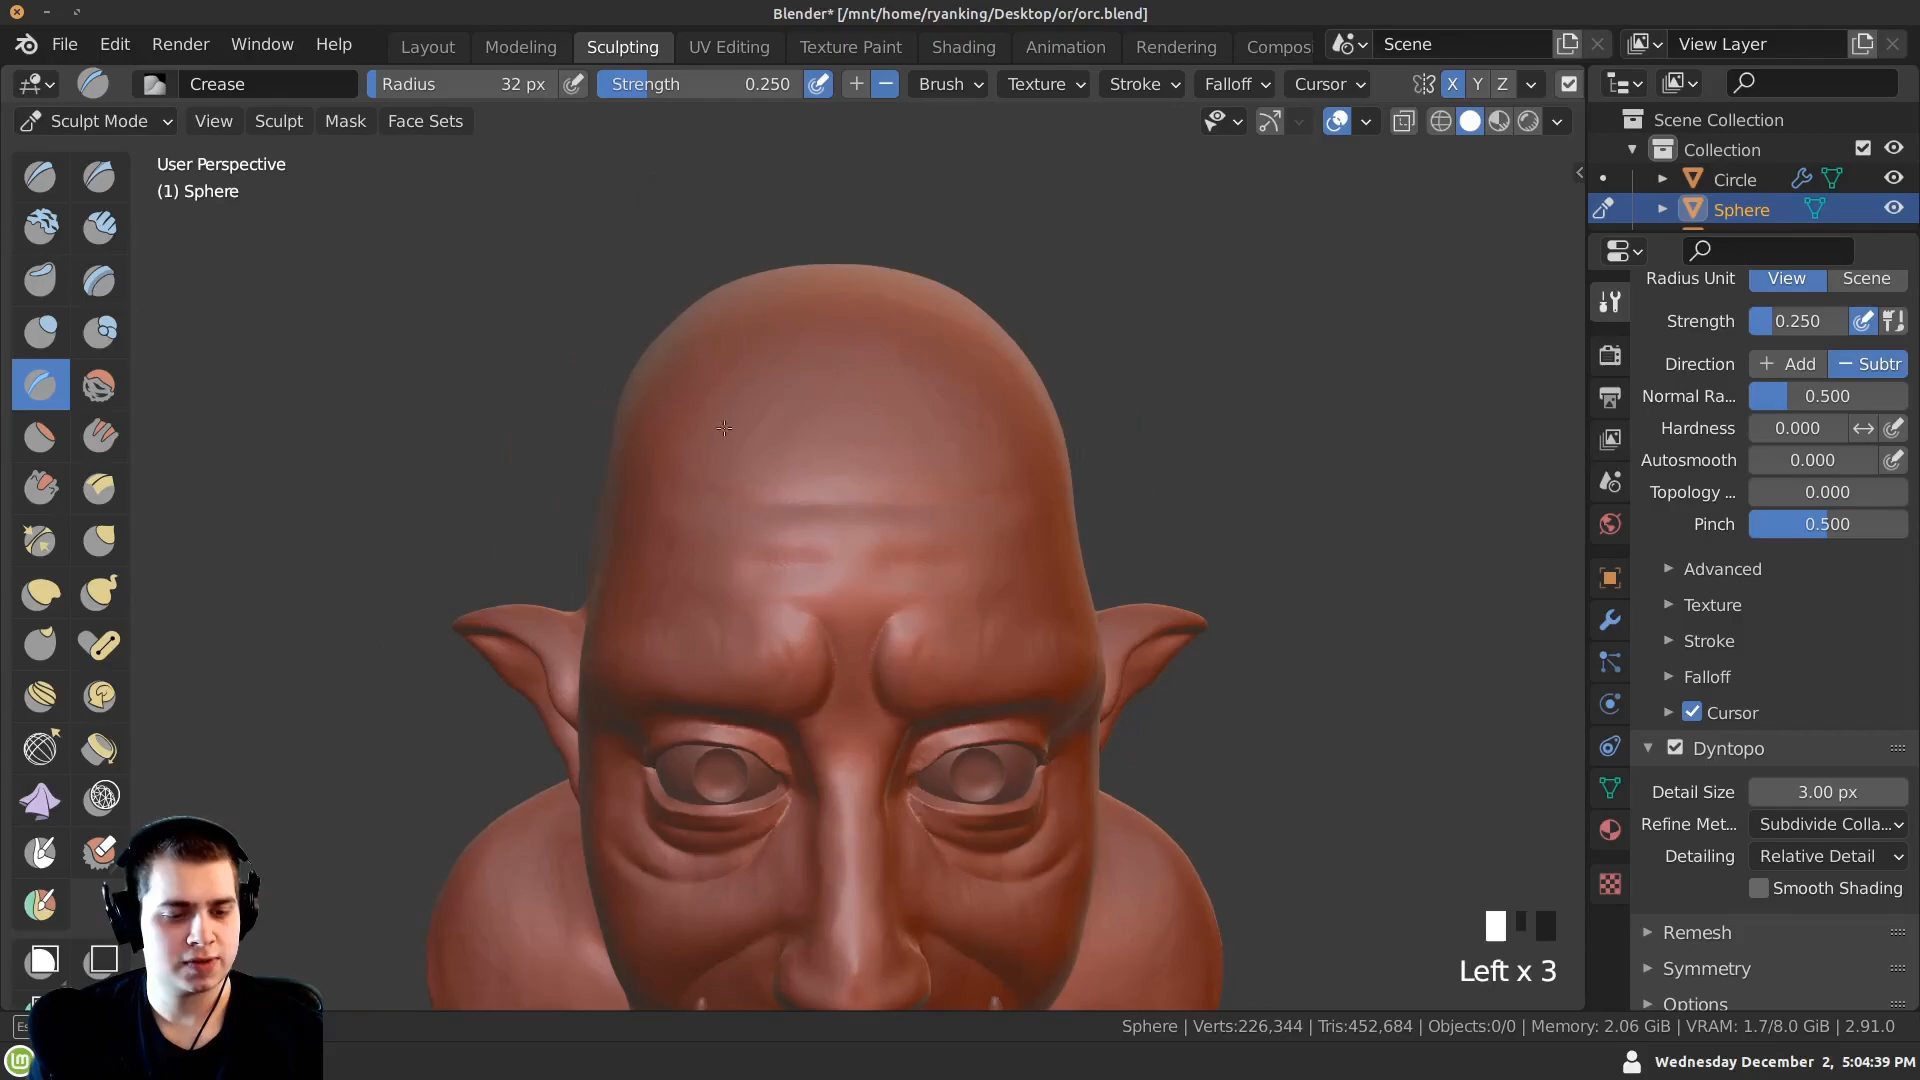 Blender* [/mnt/home/ryanking/Desktop/or/orc.blend]
File Edit Render Window Help Layout Modeling Sculpting UV Editing Texture Paint Shading Animation Rendering Compos Scene View Layer
Crease Radius 32 px Strength 0.250 Brush Texture Stroke Falloff Cursor X Y Z
Sculpt Mode View Sculpt Mask Face Sets
User Perspective
(1) Sphere
Scene Collection
Collection
Circle
Sphere
Radius Unit View Scene
Strength 0.250
Direction + Add − Subtr
Normal Ra... 0.500
Hardness 0.000
Autosmooth 0.000
Topology ... 0.000
Pinch 0.500
Advanced
Texture
Stroke
Falloff
Cursor
Dyntopo
Detail Size 3.00 px
Refine Met... Subdivide Colla...
Detailing Relative Detail
Smooth Shading
Remesh
Symmetry
Options
Left x 3
Es
Sphere | Verts:226,344 | Tris:452,684 | Objects:0/0 | Memory: 2.06 GiB | VRAM: 1.7/8.0 GiB | 2.91.0
lm
Wednesday December 2, 5:04:39 PM